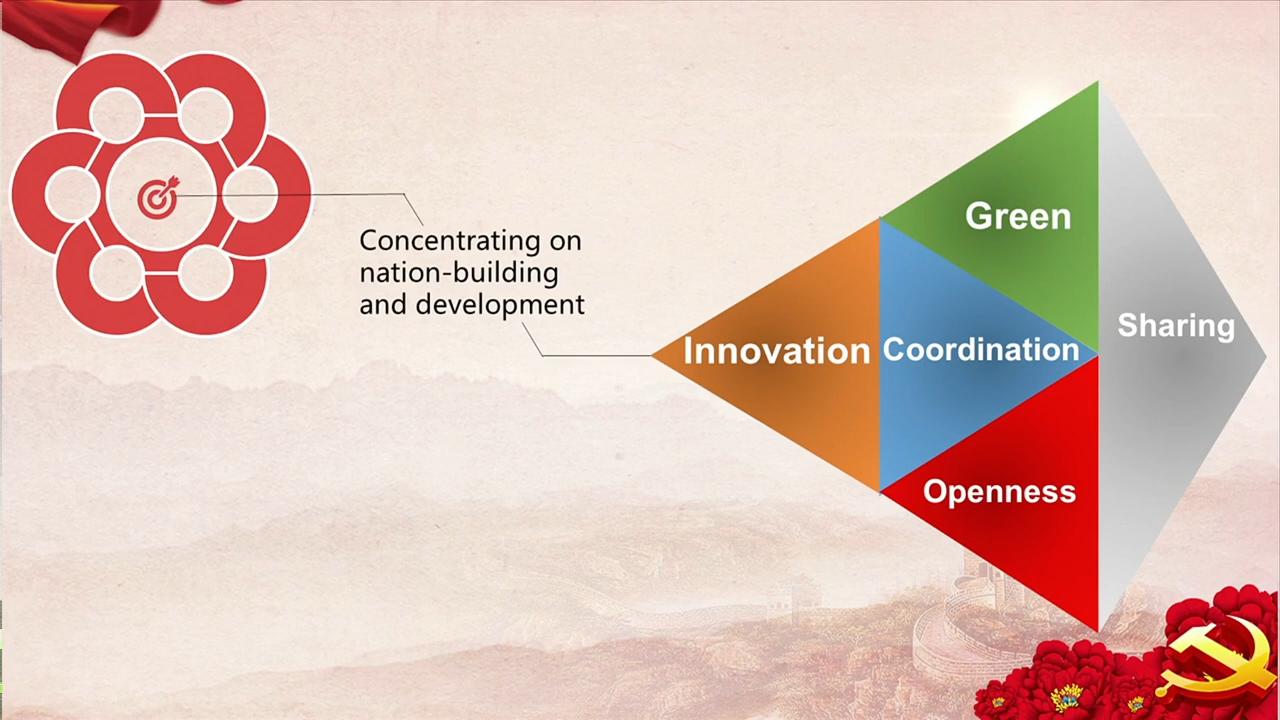 Concentrating on
nation-building
and development
Green
Sharing
Innovation
Coordination
Openness